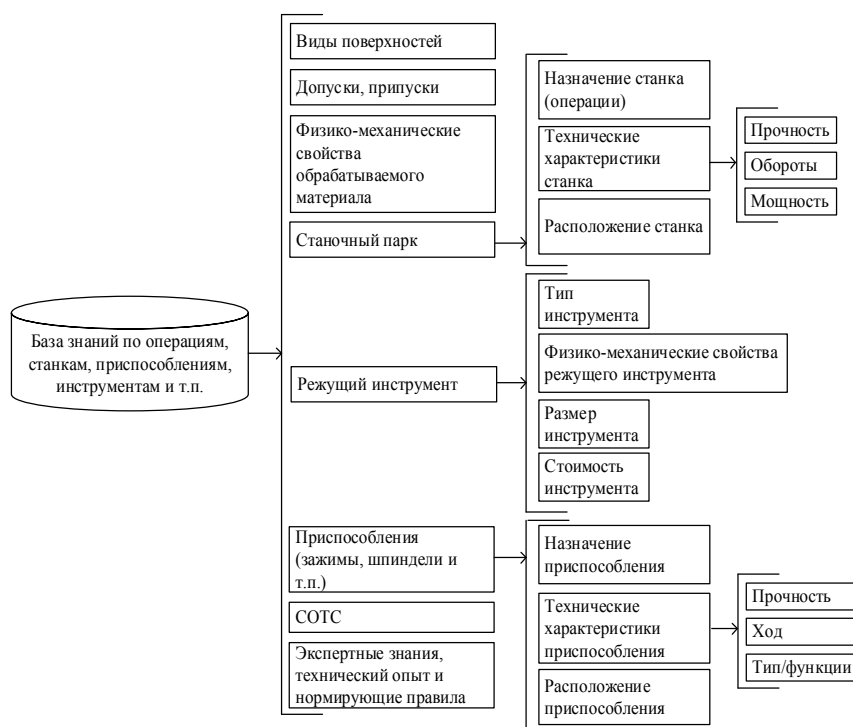 База знаний по операциям,
станкам, приспособлениям,
инструментам и т.п.
Виды поверхностей
Допуски, припуски
Физико-механические
свойства
обрабатываемого
материала
Станочный парк
Режущий инструмент
Приспособления
(зажимы, шпиндели и
т.п.)
СОТС
Экспертные знания,
технический опыт и
нормирующие правила
Назначение станка
(операции)
Технические
характеристики
станка
Расположение станка
Прочность
Обороты
Мощность
Тип
инструмента
Физико-механические свойства
режущего инструмента
Размер
инструмента
Стоимость
инструмента
Назначение
приспособления
Технические
характеристики
приспособления
Расположение
приспособления
Прочность
Ход
Тип/функции